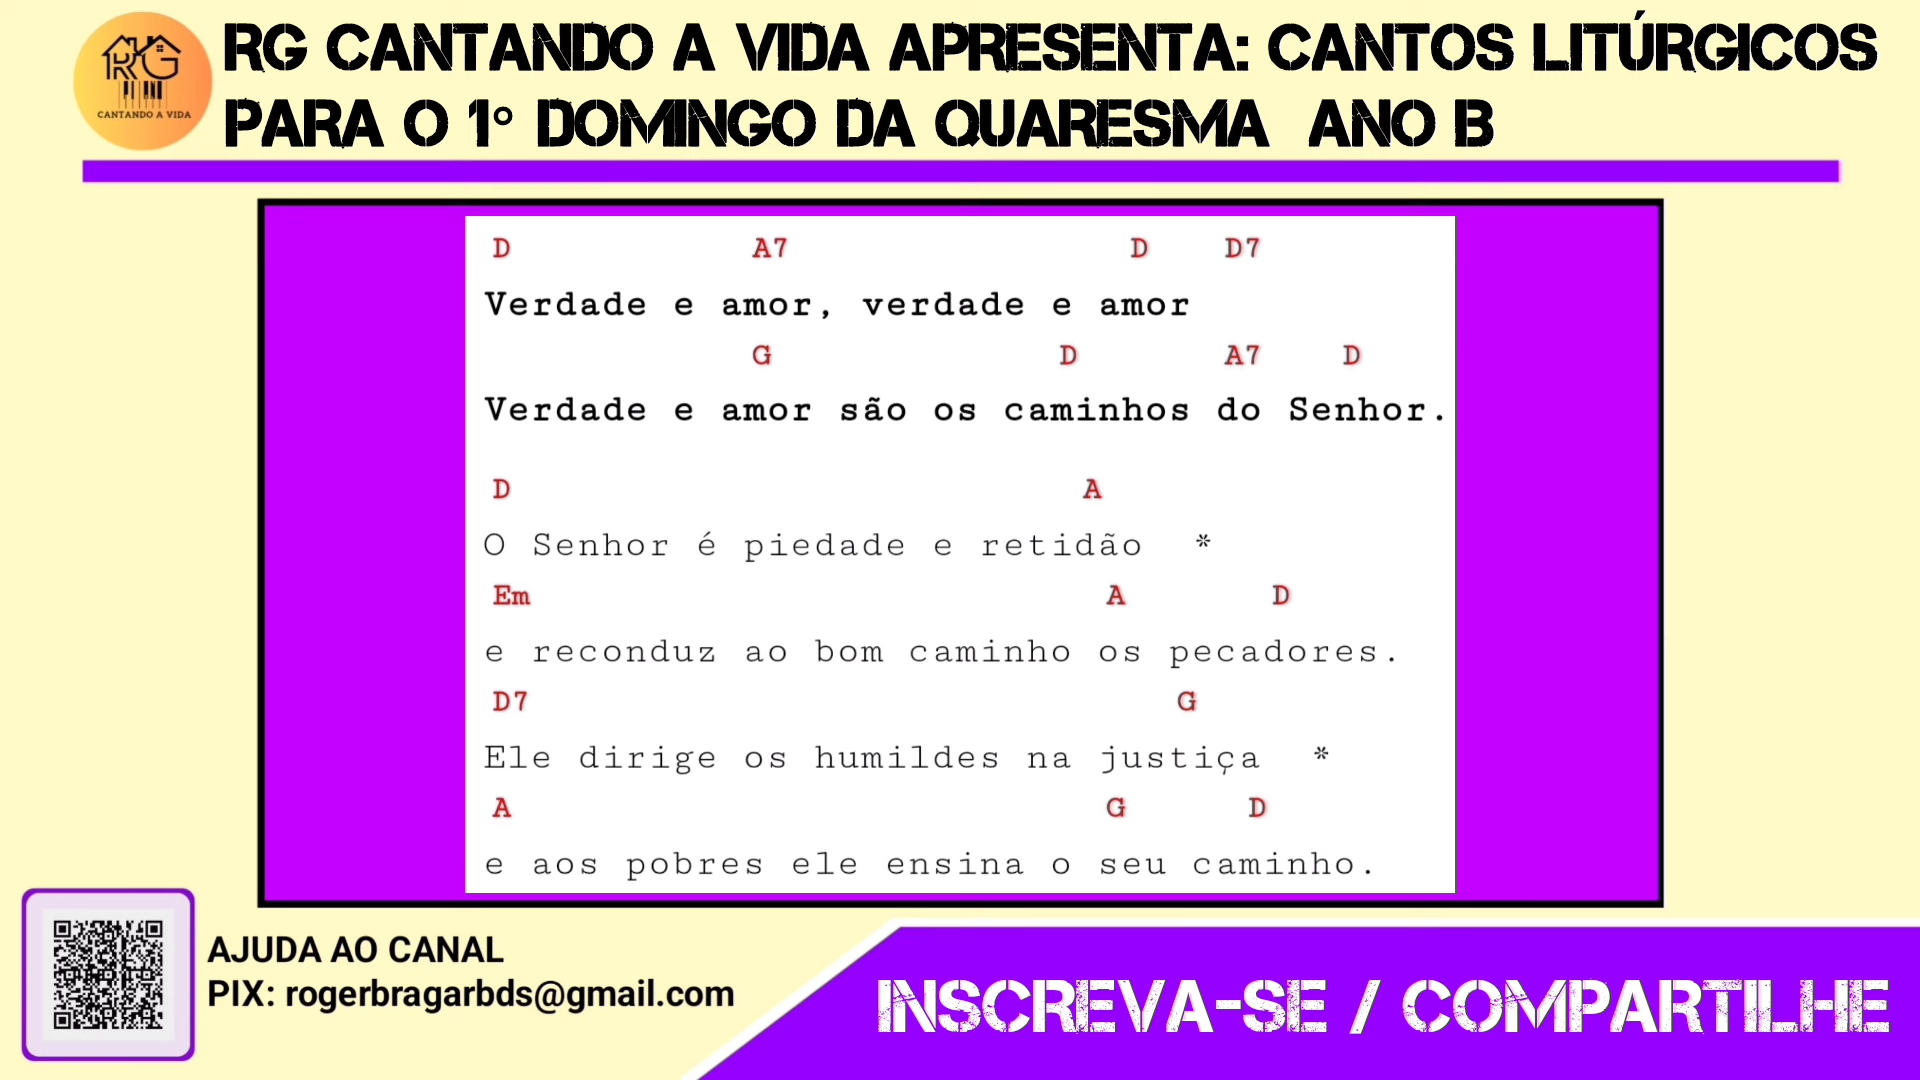 RG
CANTANDO A VIDA
RG CANTANDO A VIDA APRESENTA: CANTOS LITÚRGICOS
PARA O 1° DOMINGO DA QUARESMA ANO B
D A7 D D7
Verdade e amor, verdade e amor
G D A7 D
Verdade e amor são os caminhos do Senhor.
D A
O Senhor é piedade e retidão *
Em A D
e reconduz ao bom caminho os pecadores.
D7 G
Ele dirige os humildes na justiça *
A G D
e aos pobres ele ensina o seu caminho.
AJUDA AO CANAL
PIX: rogerbragarbds@gmail.com
INSCREVA-SE / COMPARTILHE